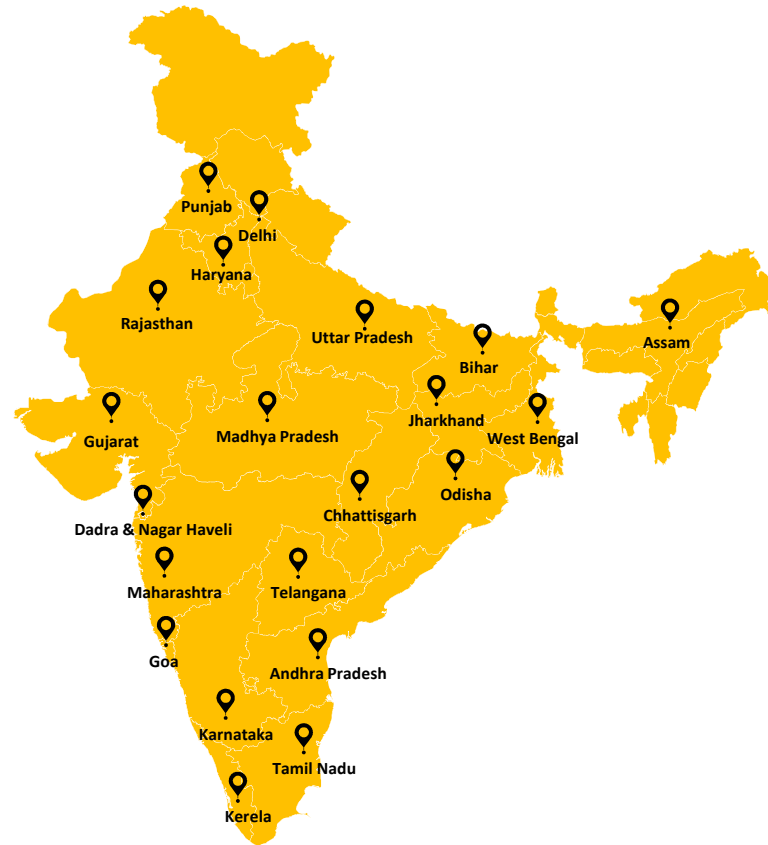 Punjab
Delhi
Haryana
Rajasthan
Uttar Pradesh
Assam
Bihar
Jharkhand
Gujarat
Madhya Pradesh
West Bengal
Odisha
Chhattisgarh
Dadra & Nagar Haveli
Maharashtra
Telangana
Goa
Andhra Pradesh
Karnataka
Tamil Nadu
Kerela